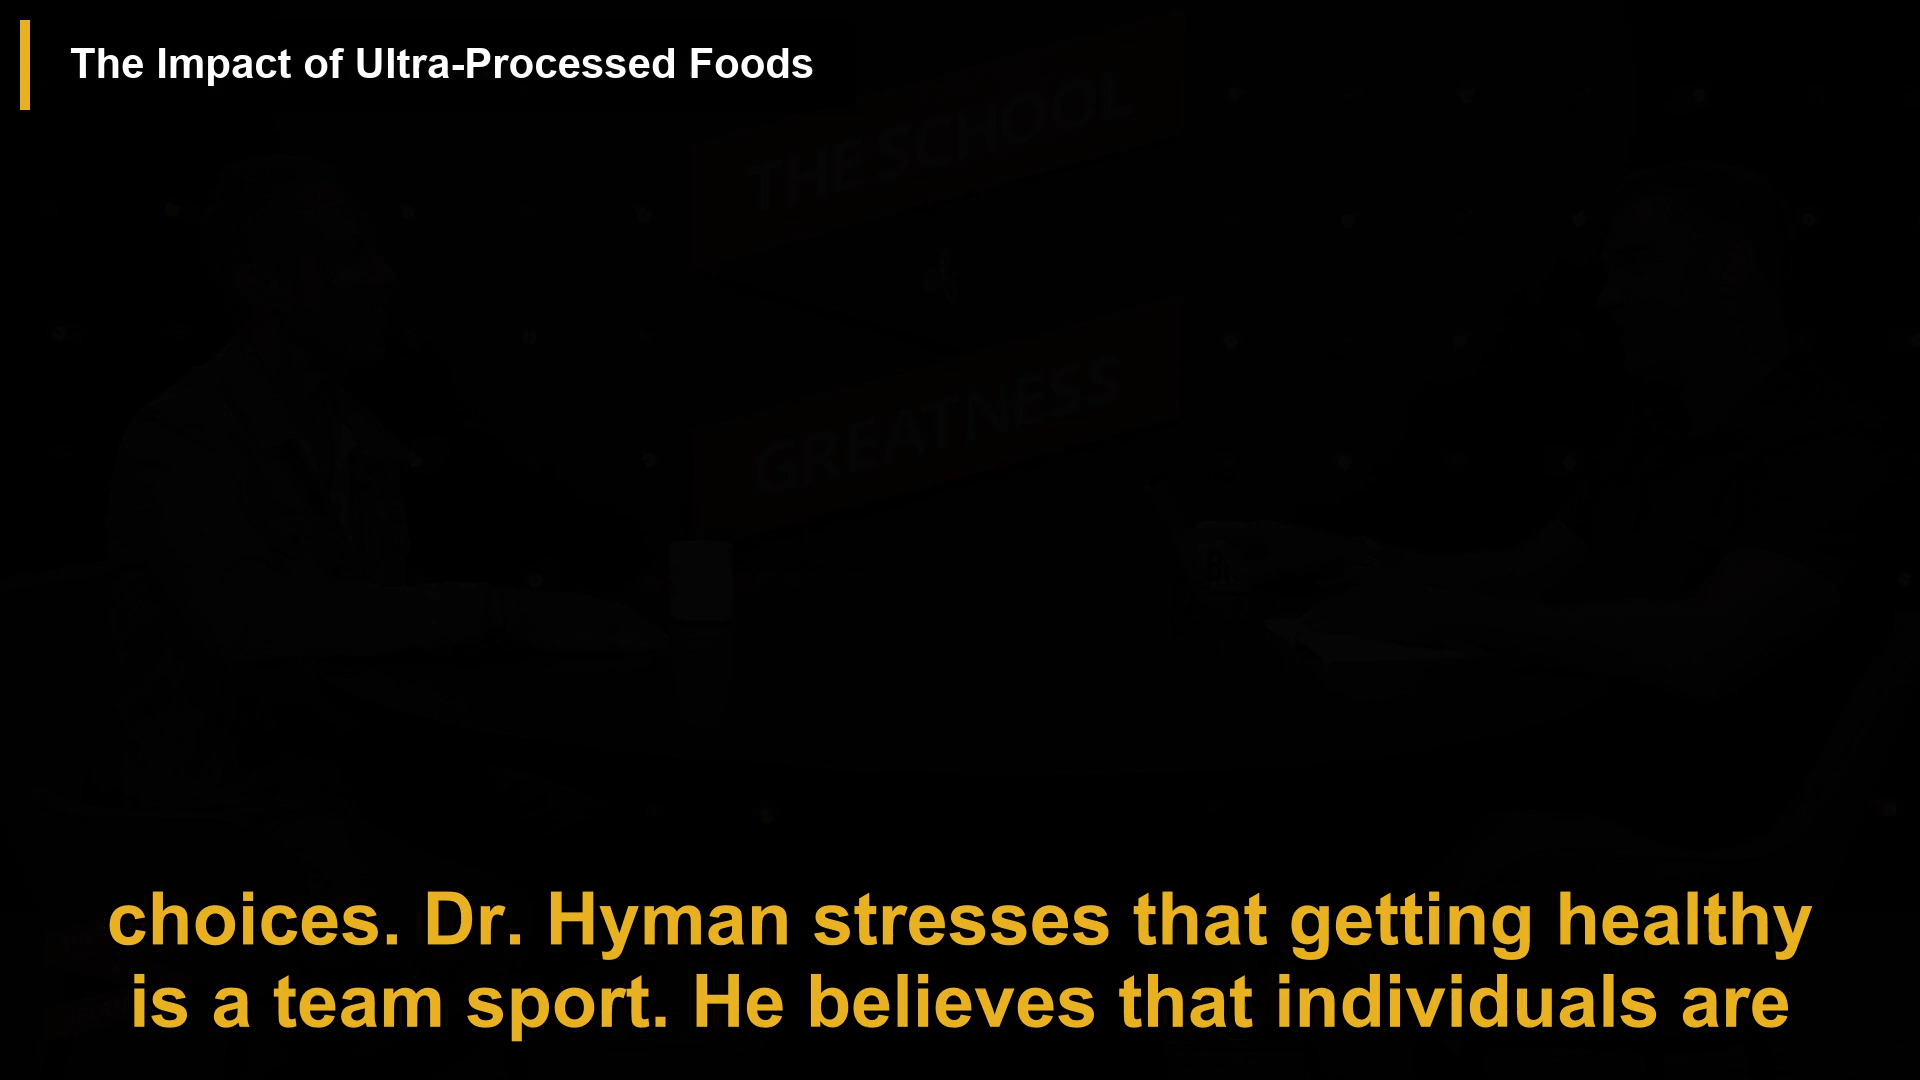 The Impact of Ultra-Processed Foods
THE SCHOOL
of
GREATNESS
choices. Dr. Hyman stresses that getting healthy
is a team sport. He believes that individuals are